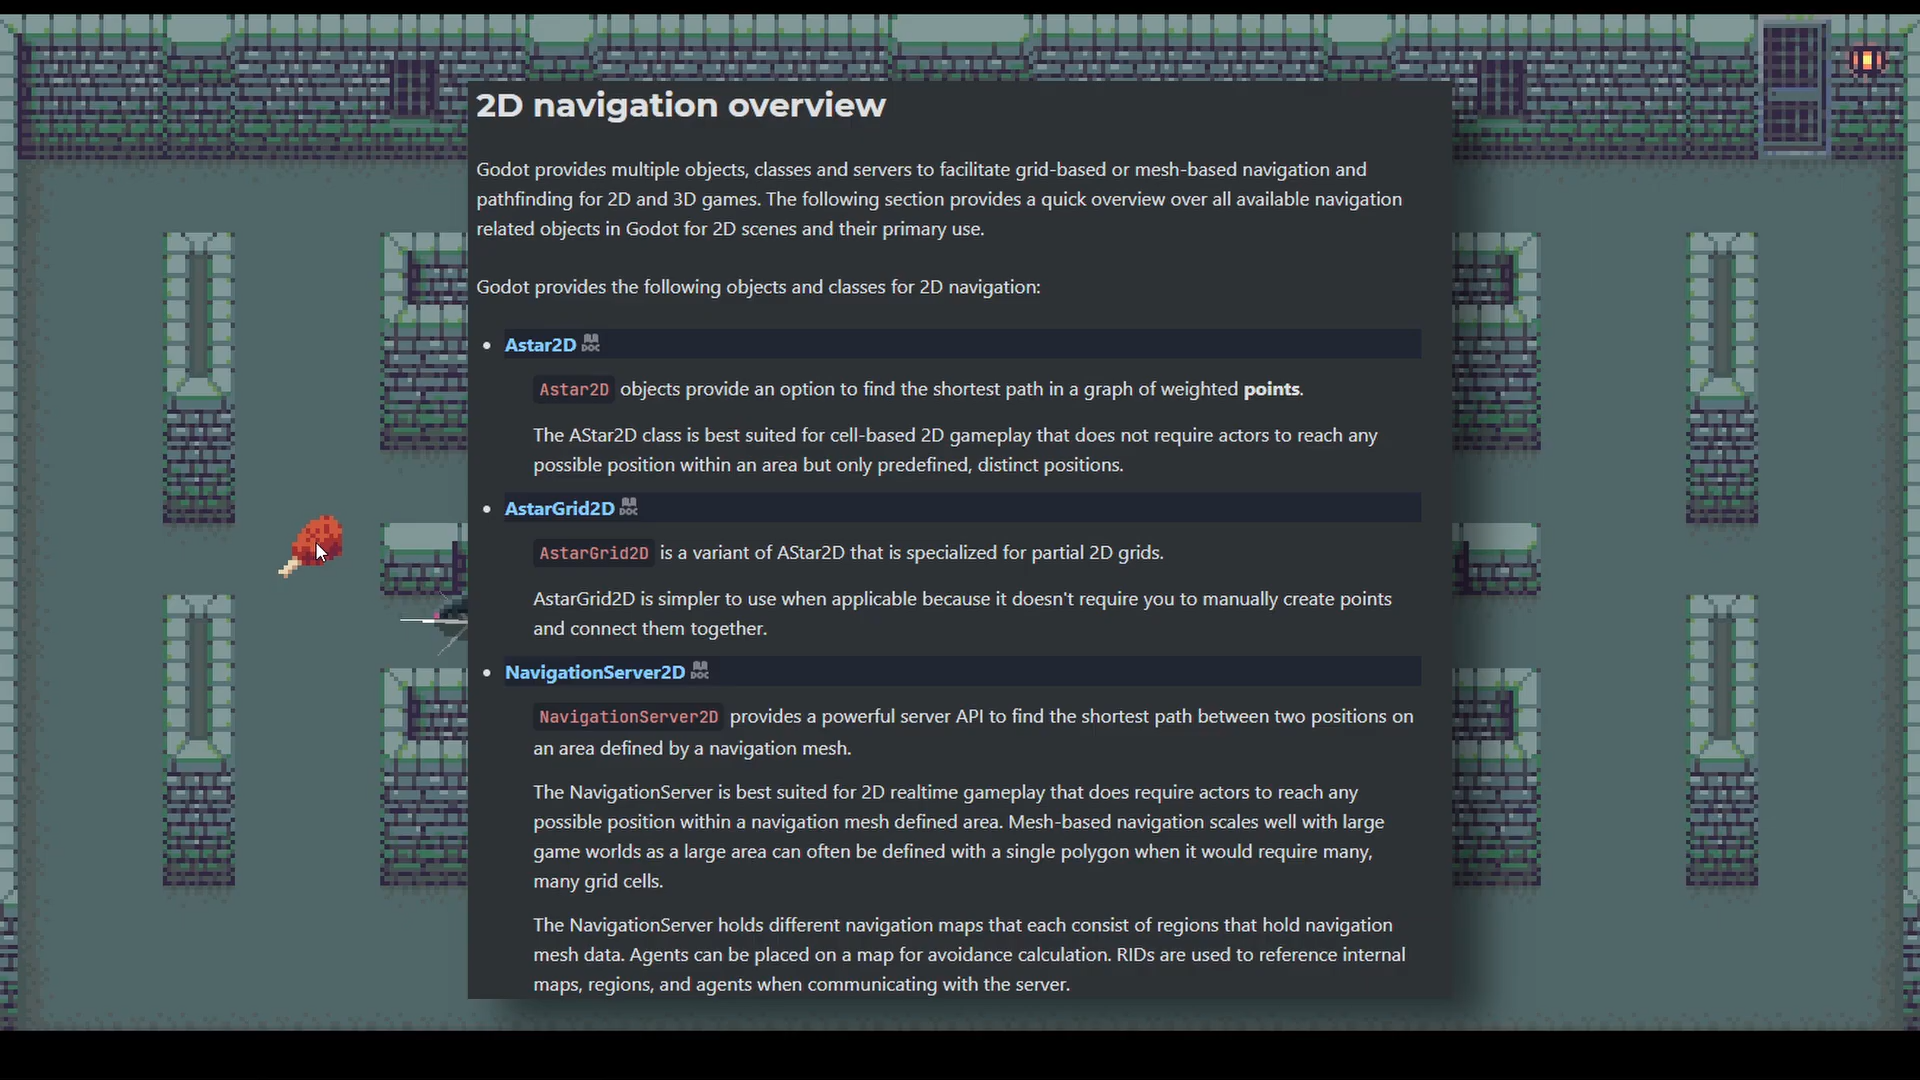 2D navigation overview
Godot provides multiple objects, classes and servers to facilitate grid-based or mesh-based navigation and
pathfinding for 2D and 3D games. The following section provides a quick overview over all available navigation
related objects in Godot for 2D scenes and their primary use.
Godot provides the following objects and classes for 2D navigation:
• Astar2D DOC
Astar2D objects provide an option to find the shortest path in a graph of weighted points.
The AStar2D class is best suited for cell-based 2D gameplay that does not require actors to reach any
possible position within an area but only predefined, distinct positions.
• AstarGrid2D DOC
AstarGrid2D is a variant of AStar2D that is specialized for partial 2D grids.
AstarGrid2D is simpler to use when applicable because it doesn't require you to manually create points
and connect them together.
• NavigationServer2D DOC
NavigationServer2D provides a powerful server API to find the shortest path between two positions on
an area defined by a navigation mesh.
The NavigationServer is best suited for 2D realtime gameplay that does require actors to reach any
possible position within a navigation mesh defined area. Mesh-based navigation scales well with large
game worlds as a large area can often be defined with a single polygon when it would require many,
many grid cells.
The NavigationServer holds different navigation maps that each consist of regions that hold navigation
mesh data. Agents can be placed on a map for avoidance calculation. RIDs are used to reference internal
maps, regions, and agents when communicating with the server.